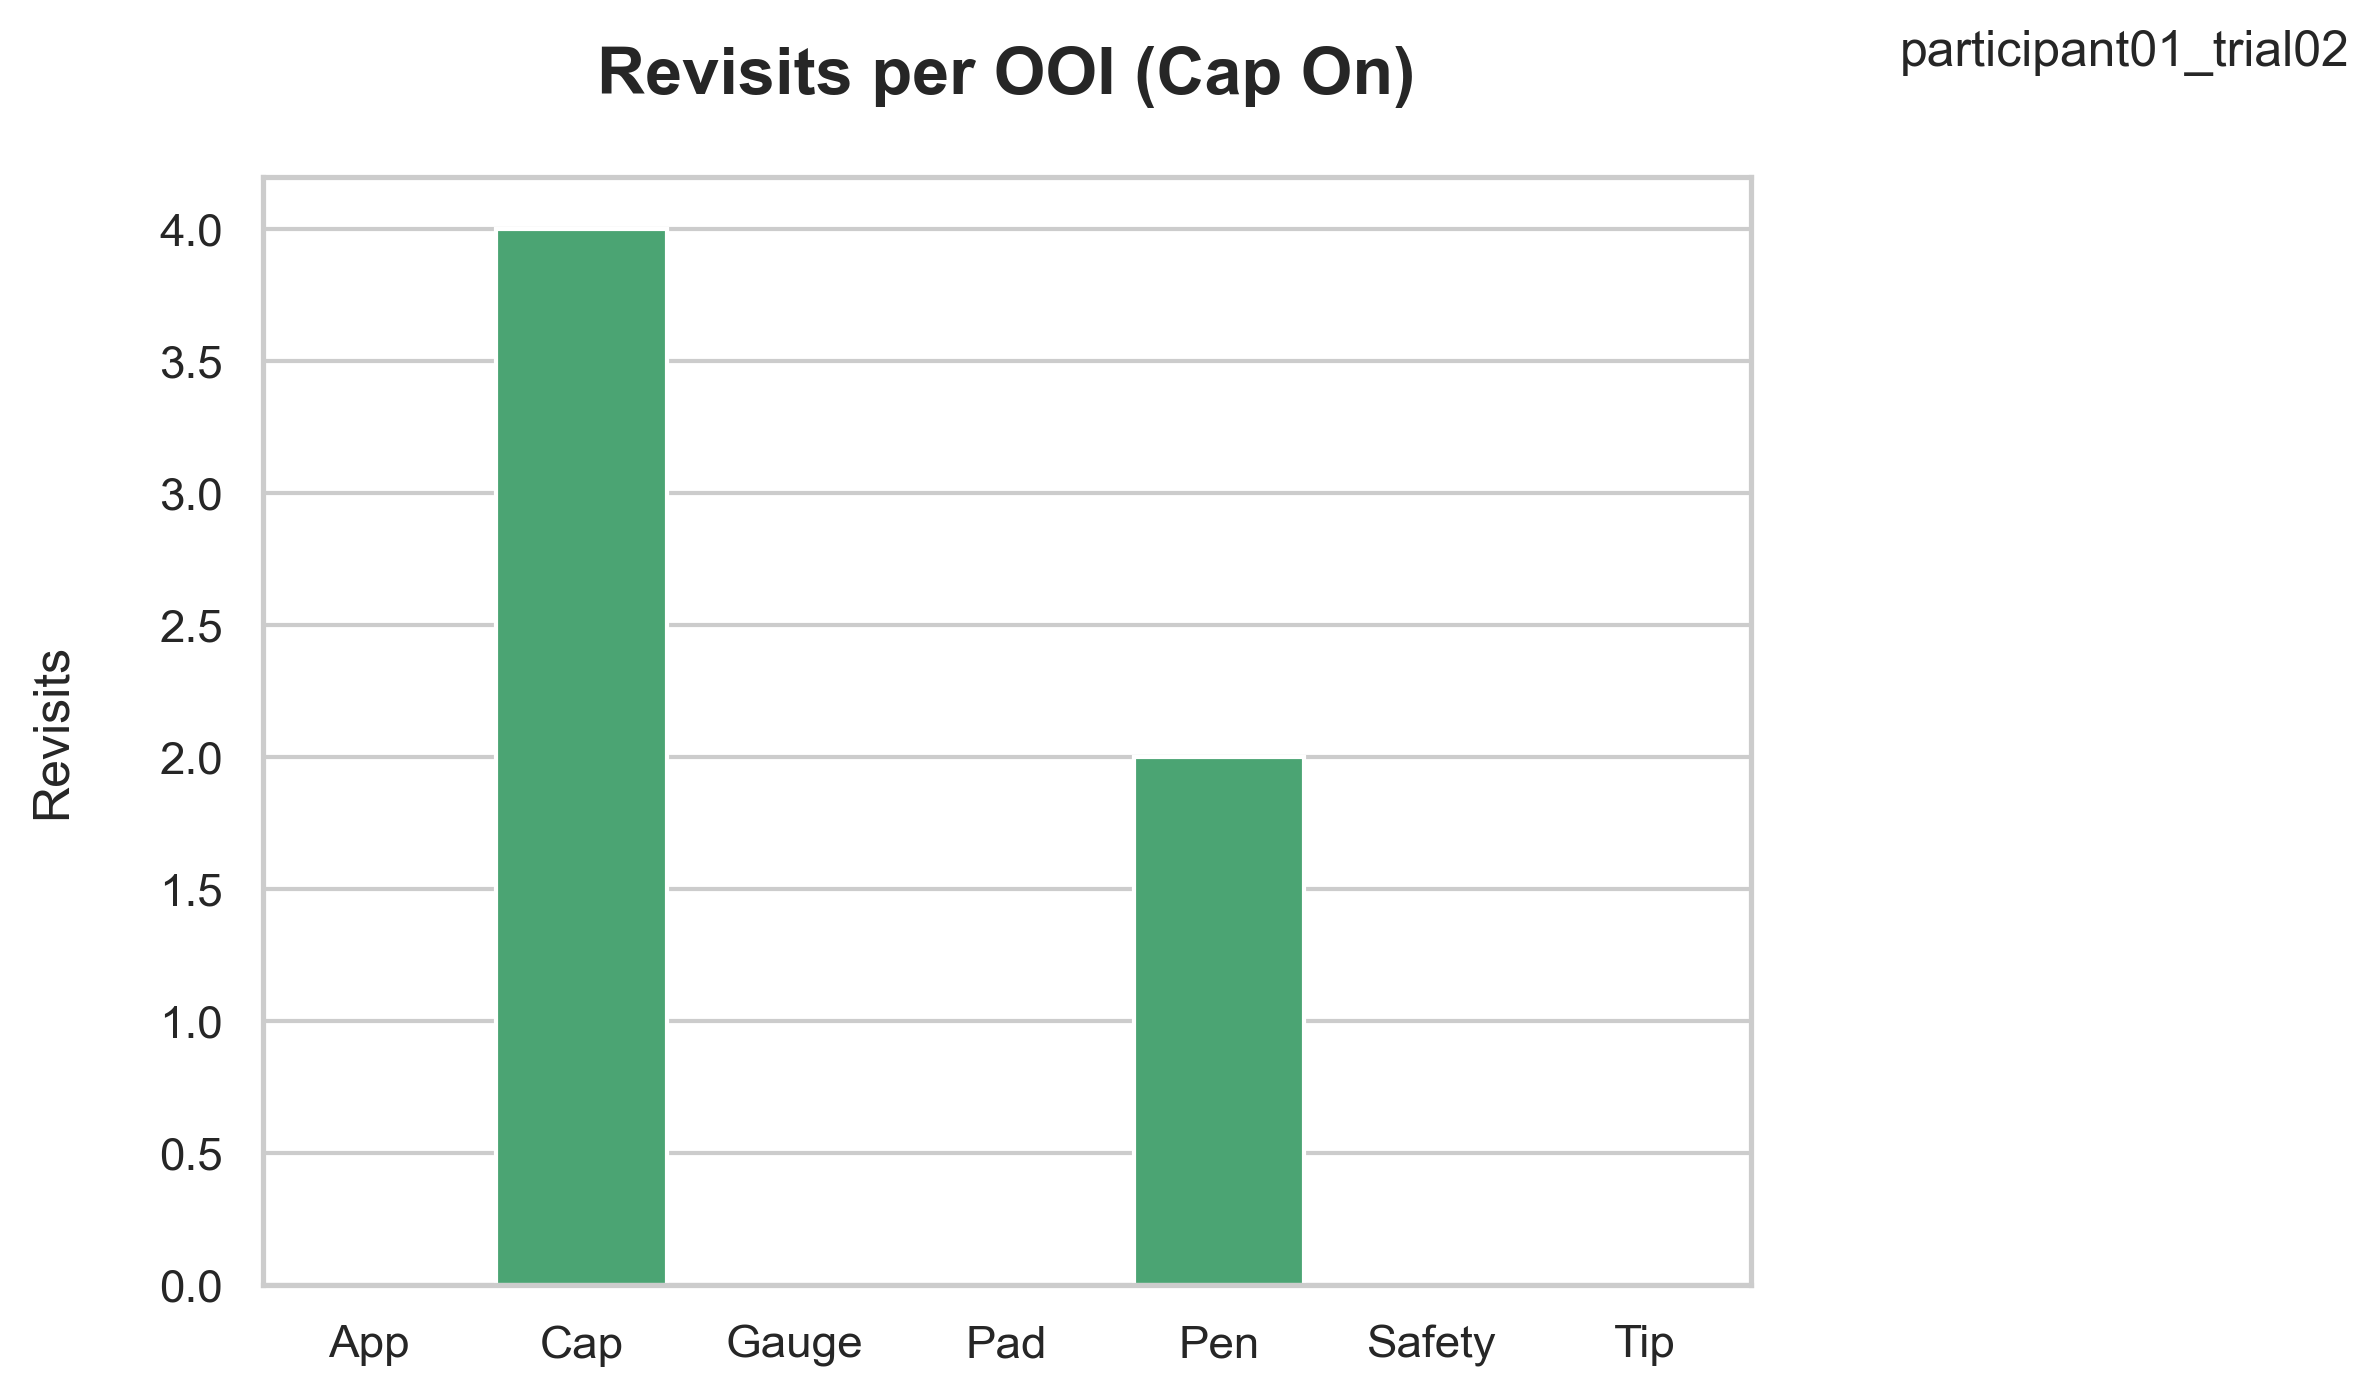 participant01_trial02
Revisits per OOI (Cap On)
Revisits
4.0
3.5
3.0
2.5
2.0
1.5
1.0
0.5
0.0
App Cap Gauge Pad Pen Safety Tip